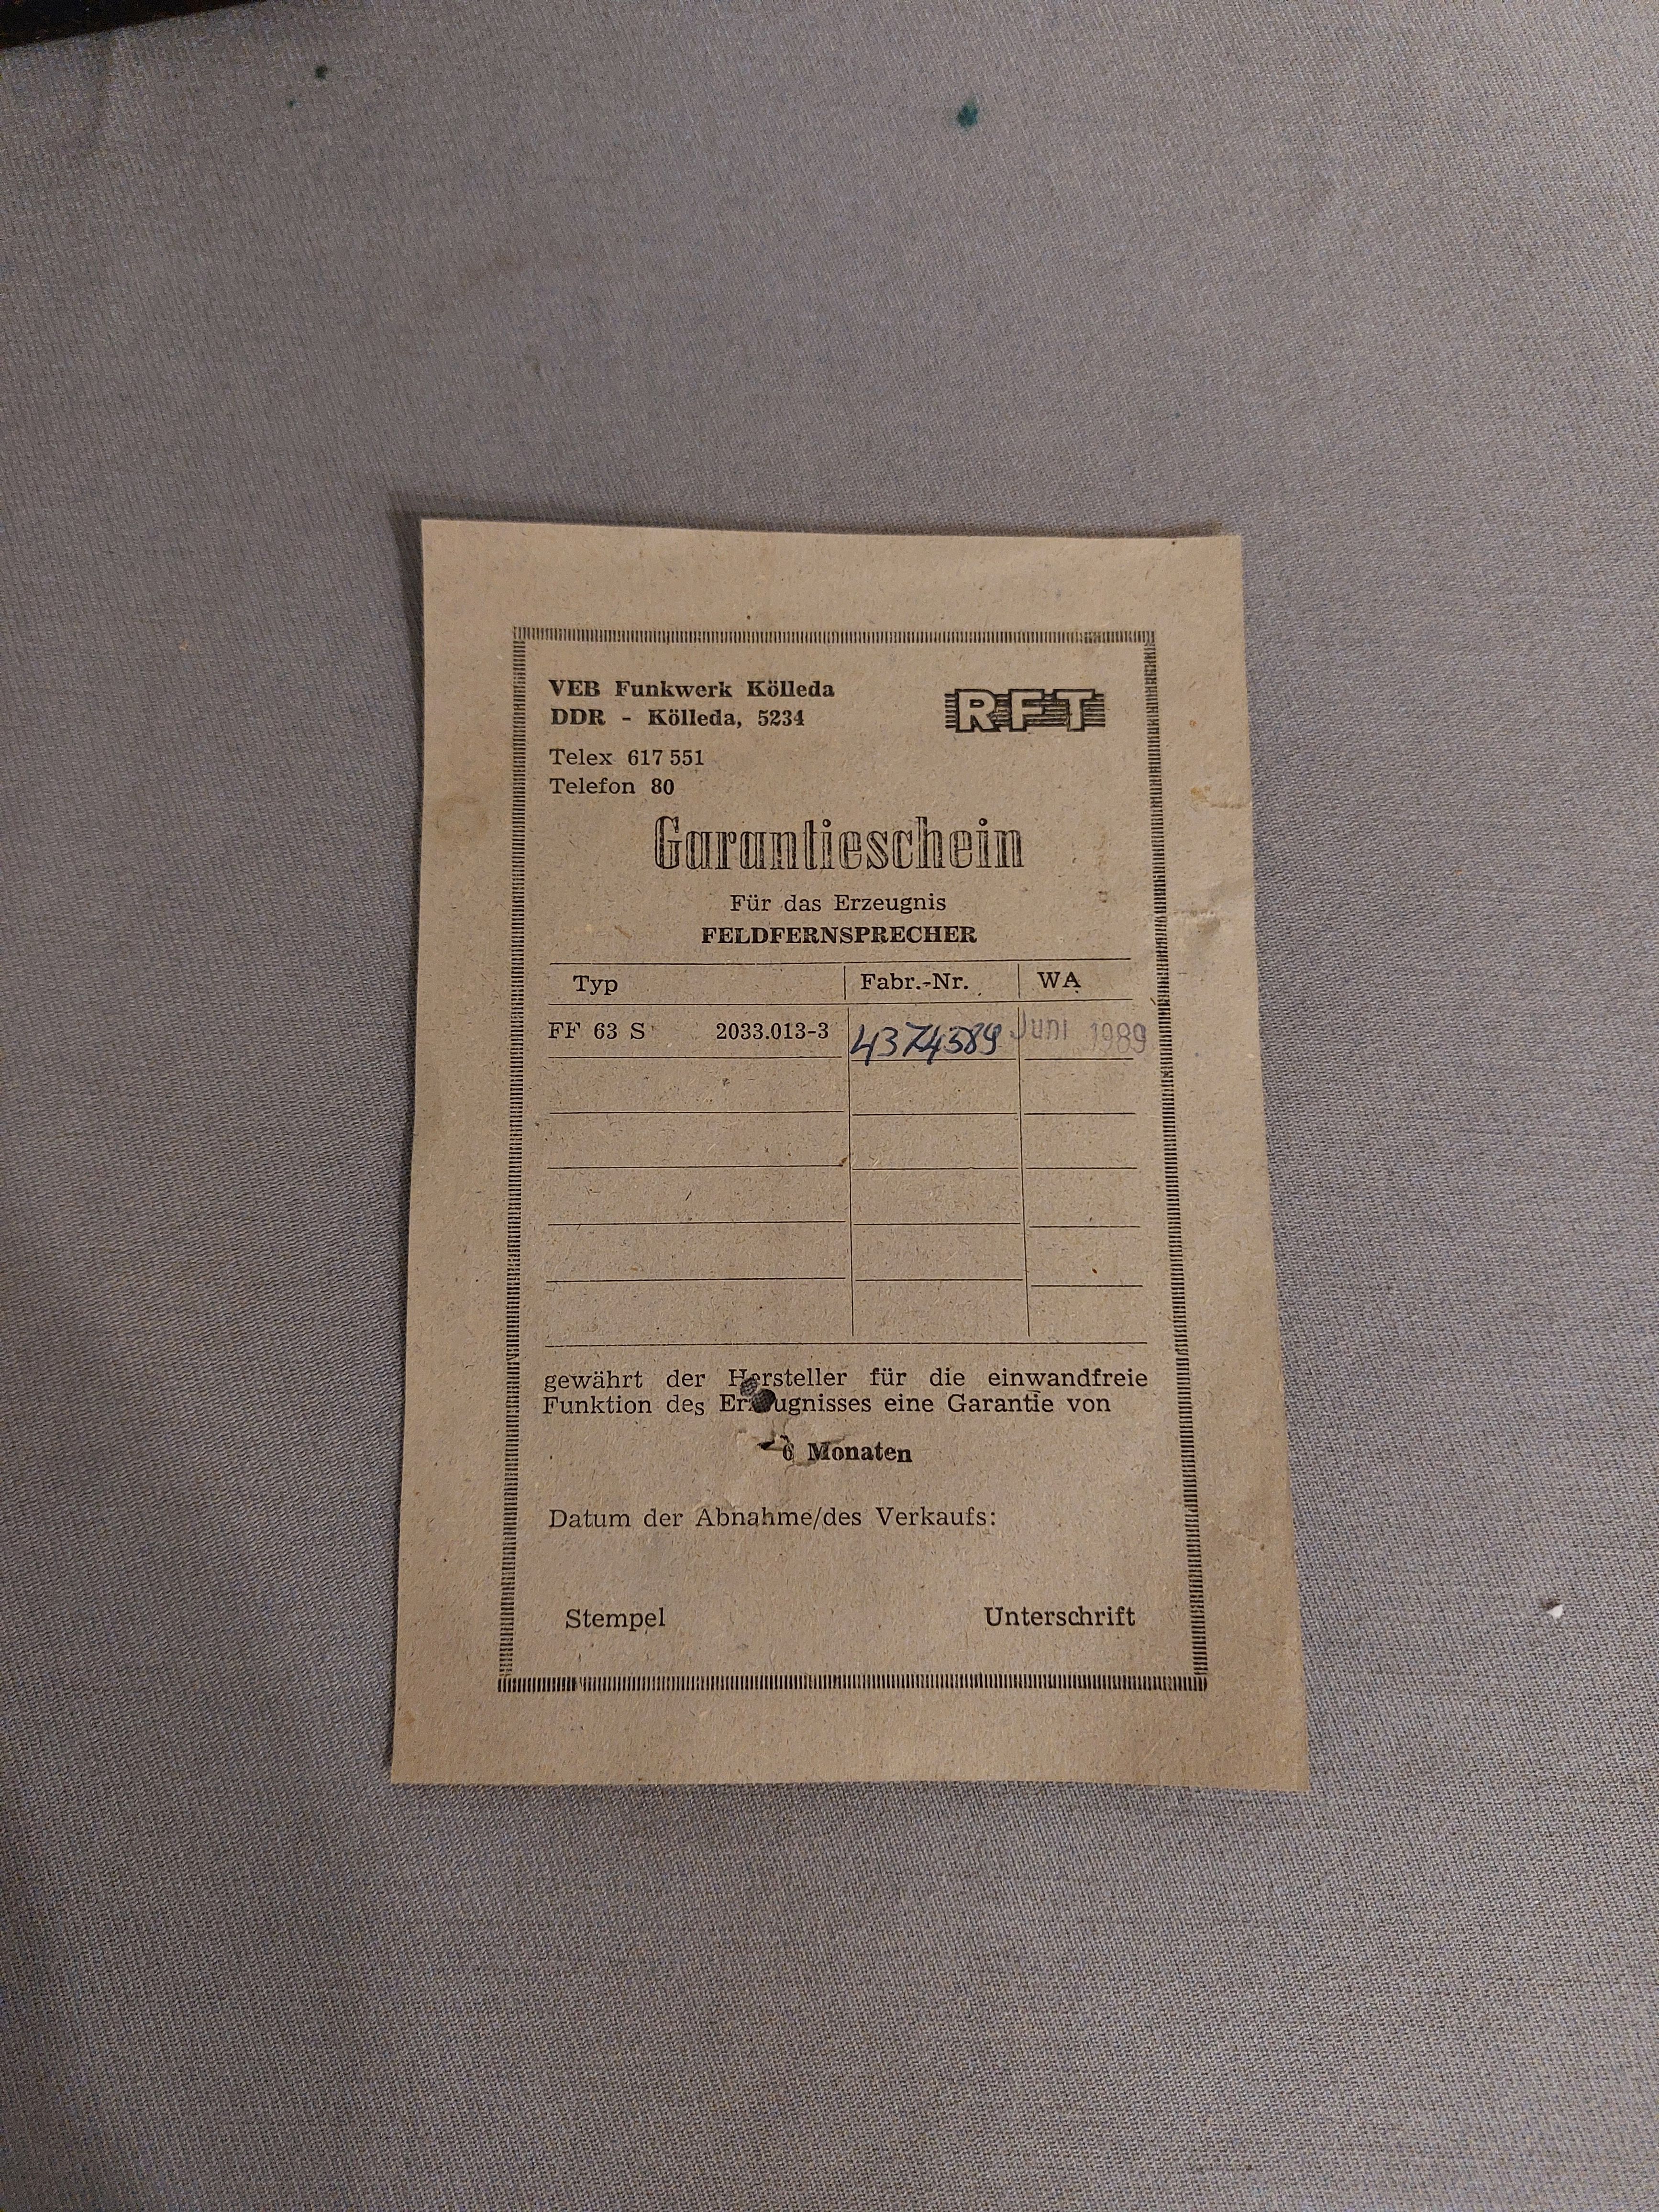 VEB Funkwerk Kölleda
DDR - Kölleda, 5234
RFT
Telex 617 551
Telefon 80
Garantieschein
Für das Erzeugnis
FELDFERNSPRECHER
Typ Fabr.-Nr. WA
FF 63 S 2033.013-3 4374389 Juni 1989
gewährt der Hersteller für die einwandfreie
Funktion des Erzeugnisses eine Garantie von
6 Monaten
Datum der Abnahme/des Verkaufs:
Stempel Unterschrift